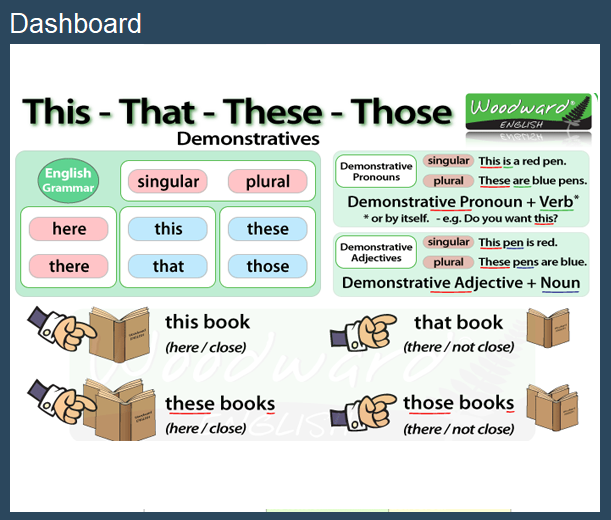 Dashboard
This - That - These - Those
Woodward®
ENGLISH
Demonstratives
English
Grammar
singular plural
here this these
there that those
Demonstrative
Pronouns
singular This is a red pen.
plural These are blue pens.
Demonstrative Pronoun + Verb*
* or by itself. - e.g. Do you want this?
Demonstrative
Adjectives
singular This pen is red.
plural These pens are blue.
Demonstrative Adjective + Noun
this book
(here / close)
that book
(there / not close)
these books
(here / close)
those books
(there / not close)
Woodward
ENGLISH